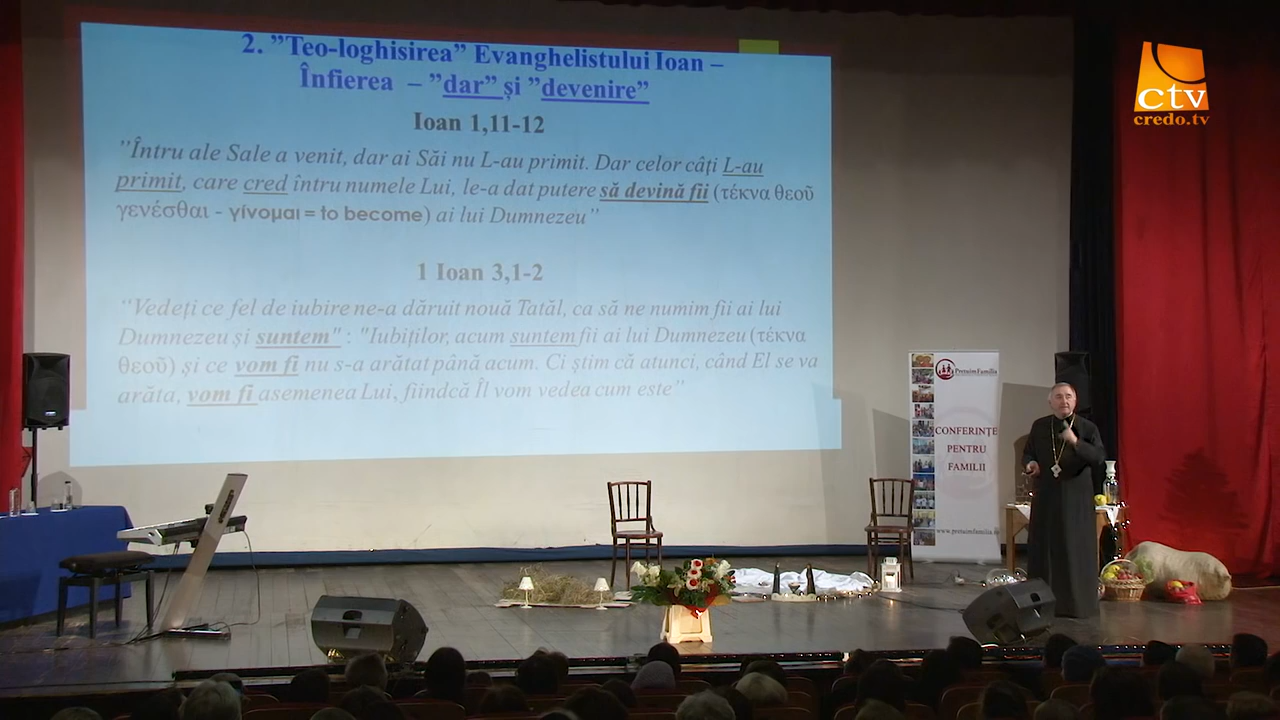 2. ”Teo-loghisirea” Evanghelistului Ioan –
Înfierea – ”dar” și ”devenire”
Ioan 1,11-12
”Întru ale Sale a venit, dar ai Săi nu L-au primit. Dar celor câți L-au
primit, care cred întru numele Lui, le-a dat putere să devină fii (τέκνα θεοῦ
γενέσθαι - γίνομαι = to become) ai lui Dumnezeu”
1 Ioan 3,1-2
“Vedeți ce fel de iubire ne-a dăruit nouă Tatăl, ca să ne numim fii ai lui
Dumnezeu și suntem" : "Iubiților, acum suntem fii ai lui Dumnezeu (τέκνα
θεοῦ) și ce vom fi nu s-a arătat până acum. Ci ştim că atunci, când El se va
arăta, vom fi asemenea Lui, fiindcă Îl vom vedea cum este”
ctv
credo.tv
PretuimFamilia
CONFERINȚE
PENTRU
FAMILII